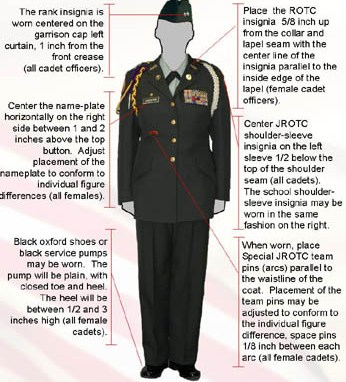 The rank insignia is
worn centered on the
garrison cap left
curtain, 1 inch from the
front crease
(all cadet officers).
Center the name-plate
horizontally on the right
side between 1 and 2
inches above the top
button. Adjust
placement of the
nameplate to conform to
individual figure
differences (all females).
Black oxford shoes or
black service pumps
may be worn. The
pump will be plain, with
closed toe and heel.
The heel will be
between 1/2 and 3
inches high (all female
cadets).
Place the ROTC
insignia 5/8 inch up
from the collar and
lapel seam with the
center line of the
insignia parallel to the
inside edge of the
lapel (female cadet
officers).
Center JROTC
shoulder-sleeve
insignia on the left
sleeve 1/2 below the
top of the shoulder
seam (all cadets).
The school shoulder-
sleeve insignia may be
worn in the same
fashion on the right.
When worn, place
Special JROTC team
pins (arcs) parallel to
the waistline of the
coat. Placement of the
team pins may be
adjusted to conform to
the individual figure
difference, space pins
1/8 inch between each
arc (all female cadets).